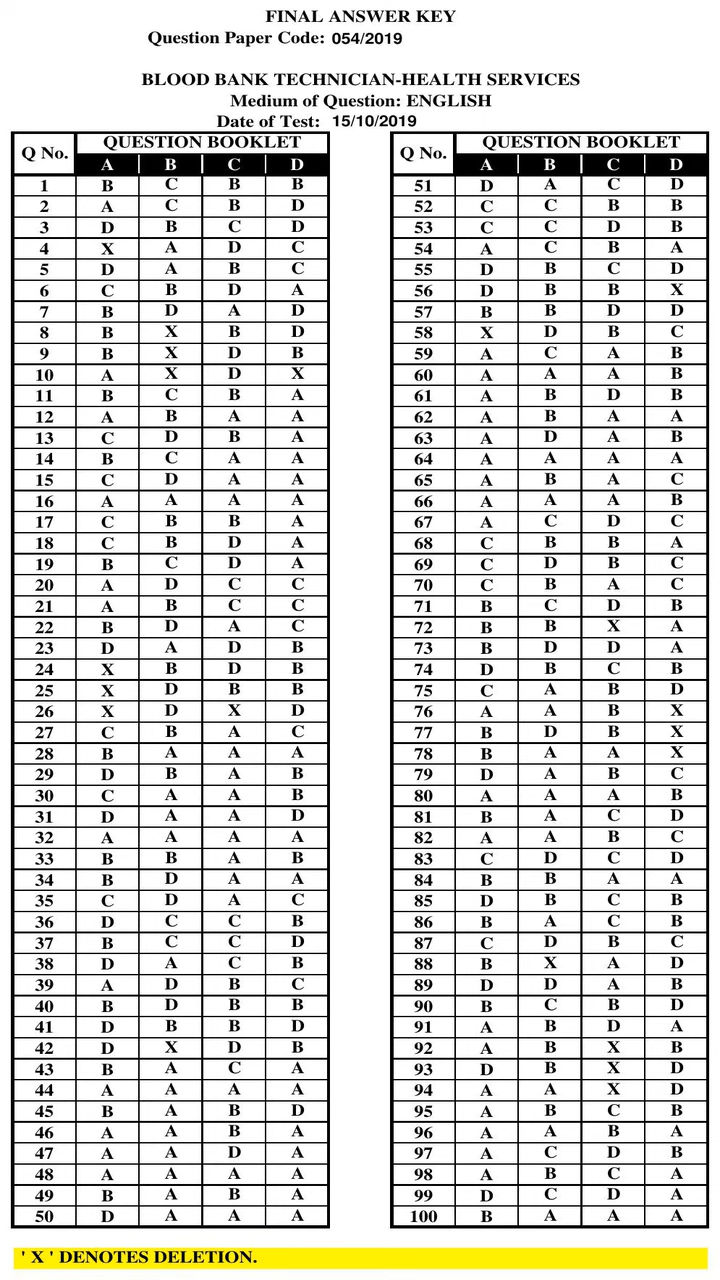 FINAL ANSWER KEY
Question Paper Code: 054/2019
BLOOD BANK TECHNICIAN-HEALTH SERVICES
Medium of Question: ENGLISH
Date of Test: 15/10/2019
Q No. QUESTION BOOKLET
A B C D
1 B C B B
2 A C B D
3 D B C D
4 X A D C
5 D A B C
6 C B D A
7 B D A D
8 B X B D
9 B X D B
10 A X D X
11 B C B A
12 A B A A
13 C D B A
14 B C A A
15 C D A A
16 A A A A
17 C B B A
18 C B D A
19 B C D A
20 A D C C
21 A B C C
22 B D A C
23 D A D B
24 X B D B
25 X D B B
26 X D X D
27 C B A C
28 B A A A
29 D B A B
30 C A A B
31 D A A D
32 A A A A
33 B B A B
34 B D A A
35 C D A C
36 D C C B
37 B C C D
38 D A C B
39 A D B C
40 B D B B
41 D B B D
42 D X D B
43 B A C A
44 A A A A
45 B A B D
46 A A B A
47 A A D A
48 A A A A
49 B A B A
50 D A A A
Q No. QUESTION BOOKLET
A B C D
51 D A C D
52 C C B B
53 C C D B
54 A C B A
55 D B C D
56 D B B X
57 B B D D
58 X D B C
59 A C A B
60 A A A B
61 A B D B
62 A B A A
63 A D A B
64 A A A A
65 A B A C
66 A A A B
67 A C D C
68 C B B A
69 C D B C
70 C B A C
71 B C D B
72 B B X A
73 B D D A
74 D B C B
75 C A B D
76 A A B X
77 B D B X
78 B A A X
79 D A B C
80 A A A B
81 B A C D
82 A A B C
83 C D C D
84 B B A A
85 D B C B
86 B A C B
87 C D B C
88 B X A D
89 D D A B
90 B C B D
91 A B D A
92 A B X B
93 D B X D
94 A A X D
95 A B C B
96 A A B A
97 A C D B
98 A B C A
99 D C D A
100 B A A A
' X ' DENOTES DELETION.